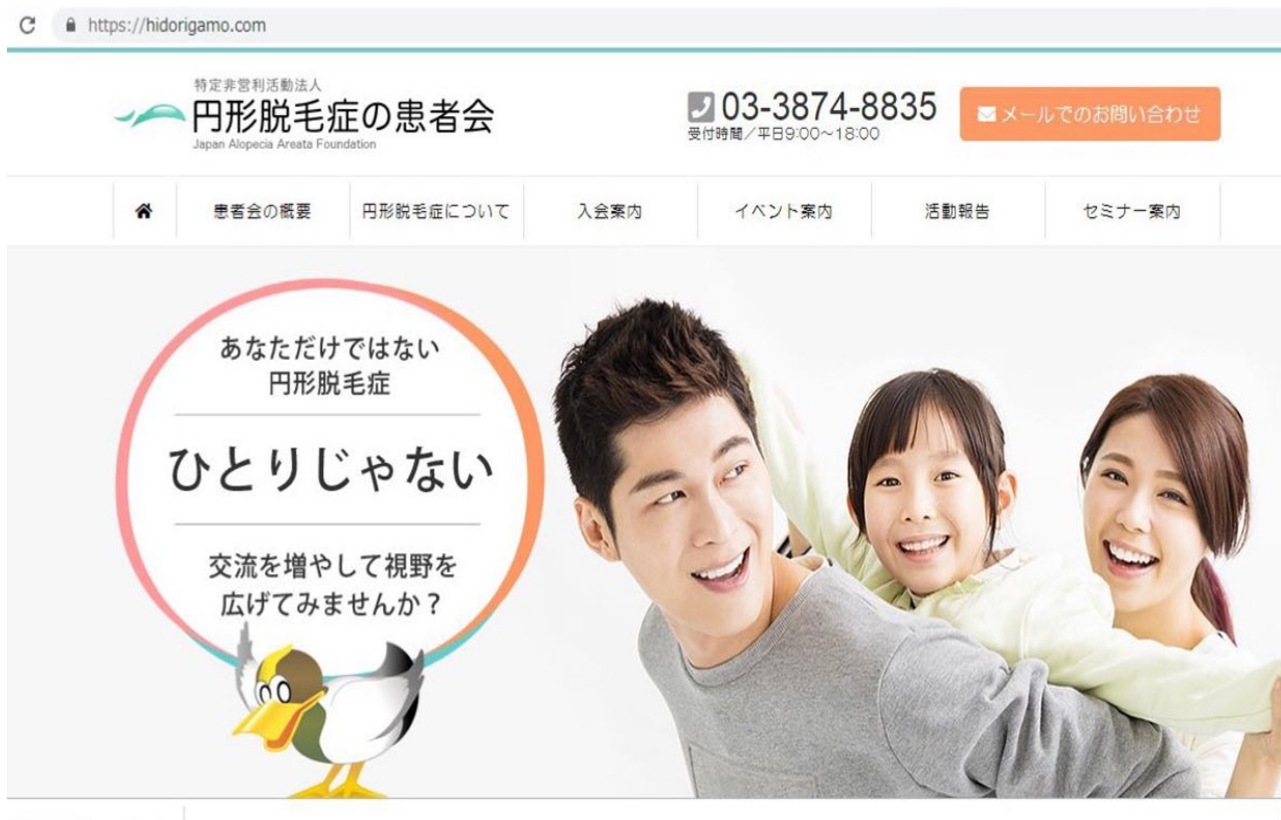 https://hidorigamo.com
特定非営利活動法人
円形脱毛症の患者会
Japan Alopecia Areata Foundation
03-3874-8835
受付時間／平日9:00～18:00
メールでのお問い合わせ
患者会の概要
円形脱毛症について
入会案内
イベント案内
活動報告
セミナー案内
あなただけではない
円形脱毛症
ひとりじゃない
交流を増やして視野を
広げてみませんか？